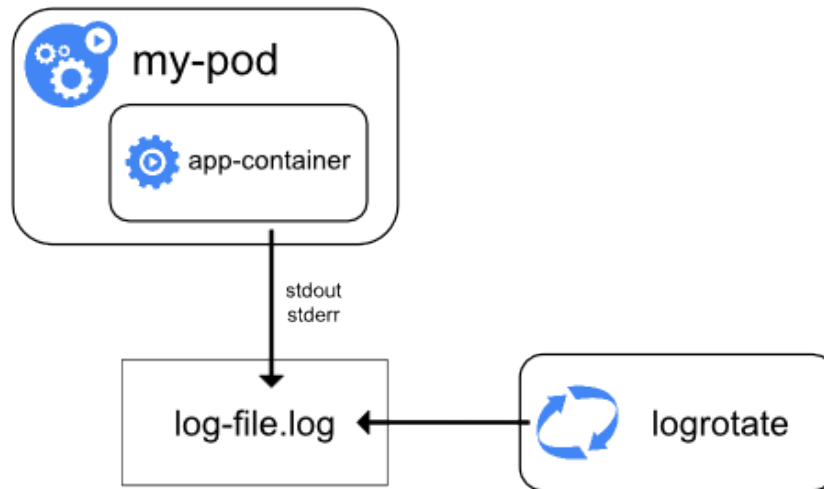 my-pod
app-container
stdout
stderr
log-file.log
logrotate